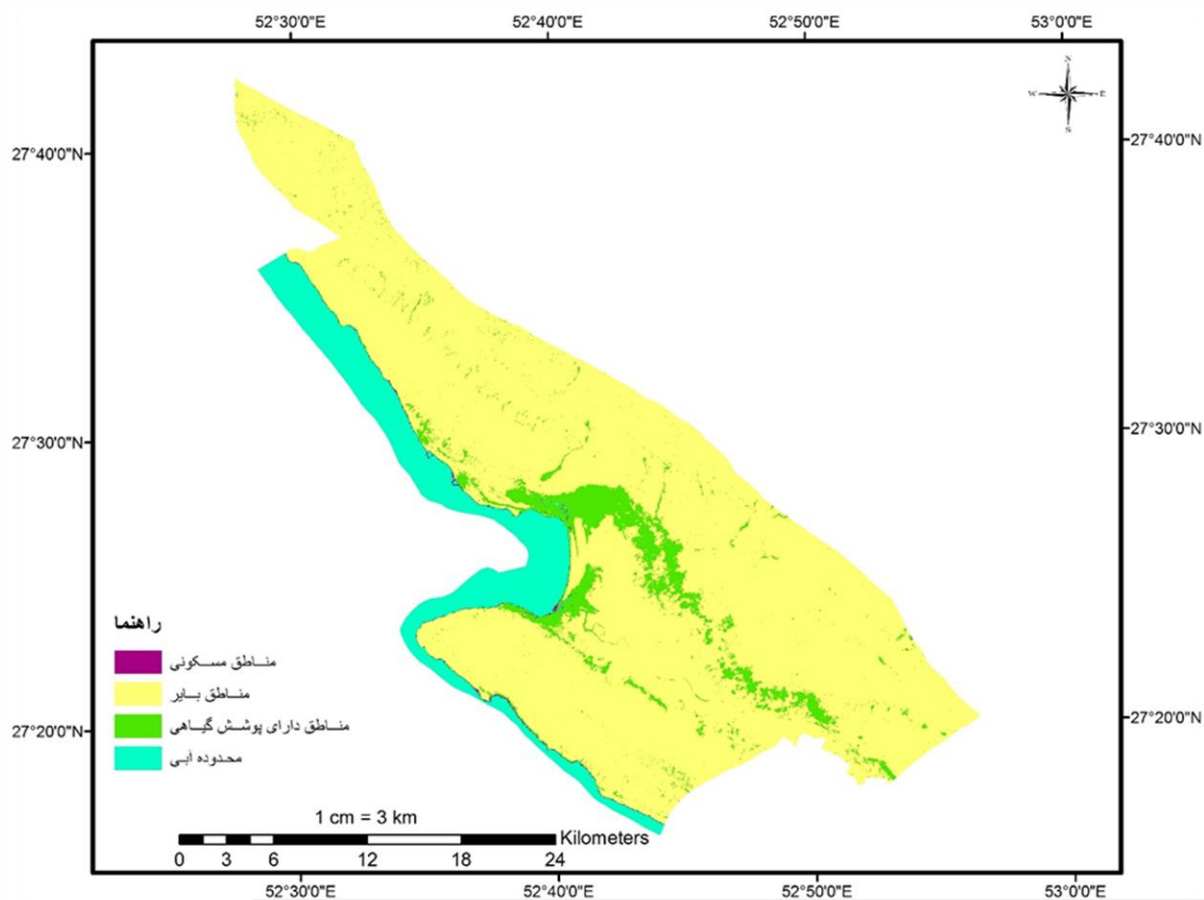 52°30'0"E 52°40'0"E 52°50'0"E 53°0'0"E
N
W E
S
27°40'0"N 27°40'0"N
27°30'0"N 27°30'0"N
راهنما
مناطق مسکونی
مناطق بایر
مناطق دارای پوشش گیاهی
محدوده آبی
27°20'0"N 27°20'0"N
1 cm = 3 km
Kilometers
0 3 6 12 18 24
52°30'0"E 52°40'0"E 52°50'0"E 53°0'0"E